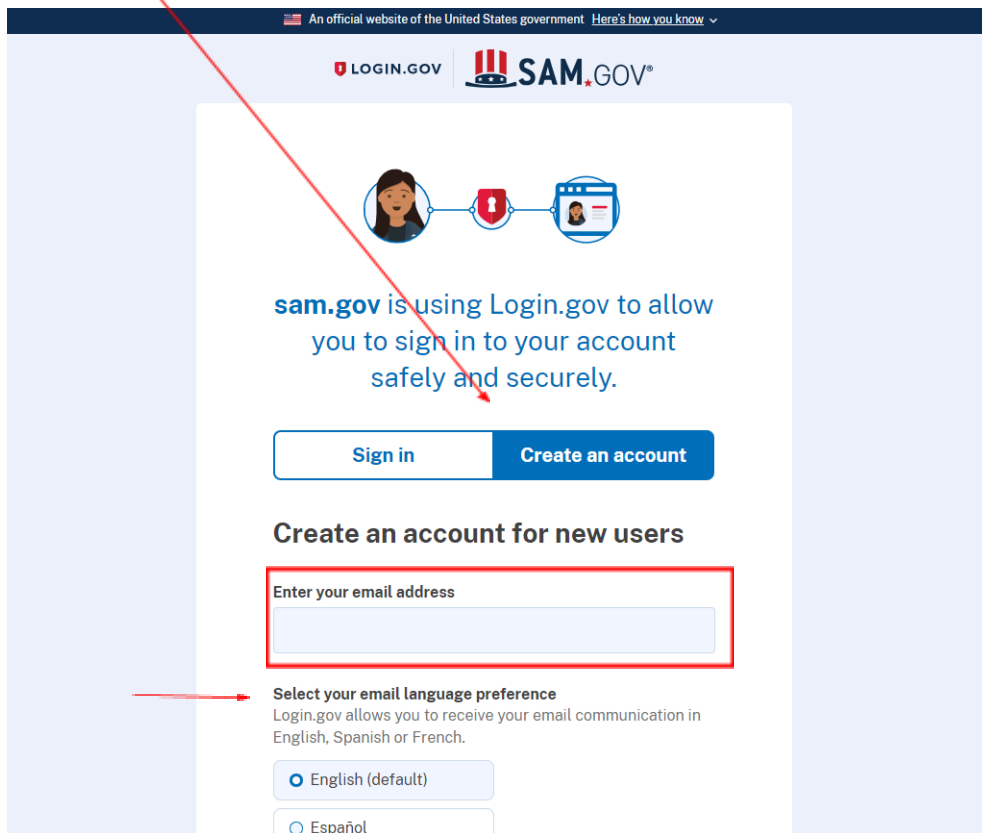 An official website of the United States government Here's how you know
LOGIN.GOV SAM.GOV®
sam.gov is using Login.gov to allow
you to sign in to your account
safely and securely.
Sign in Create an account
Create an account for new users
Enter your email address
Select your email language preference
Login.gov allows you to receive your email communication in
English, Spanish or French.
English (default)
Español